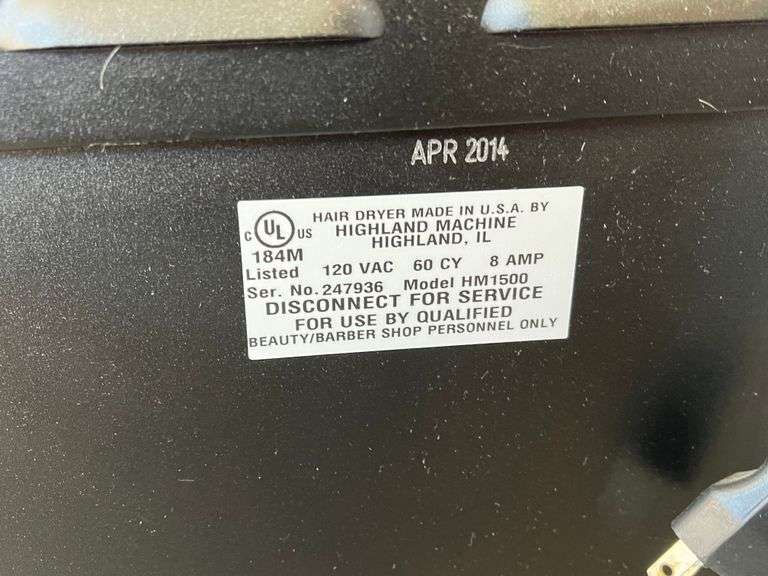 APR 2014
HAIR DRYER MADE IN U.S.A. BY
HIGHLAND MACHINE
HIGHLAND, IL
C UL US
184M
Listed 120 VAC 60 CY 8 AMP
Ser. No. 247936 Model HM1500
DISCONNECT FOR SERVICE
FOR USE BY QUALIFIED
BEAUTY/BARBER SHOP PERSONNEL ONLY